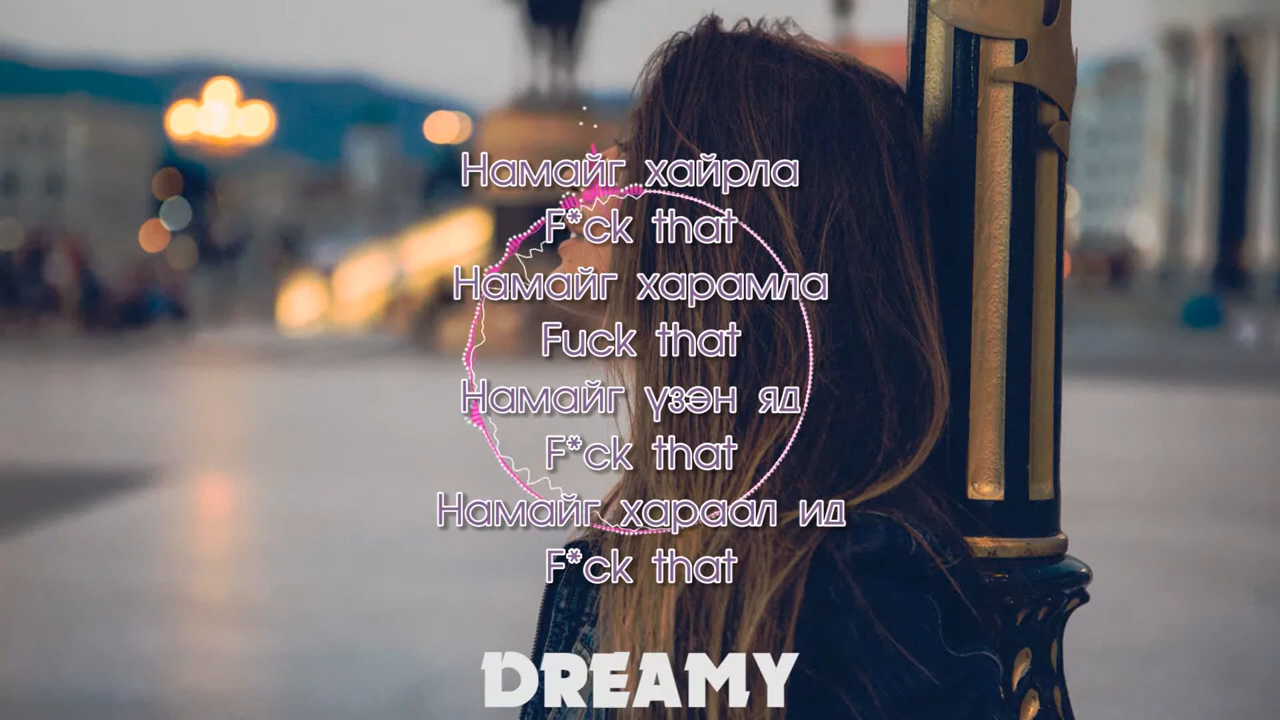 Намайг хайрла
F*ck that
Намайг харамла
Fuck that
Намайг үзэн яд
F*ck that
Намайг хараал ид
F*ck that
DREAMY